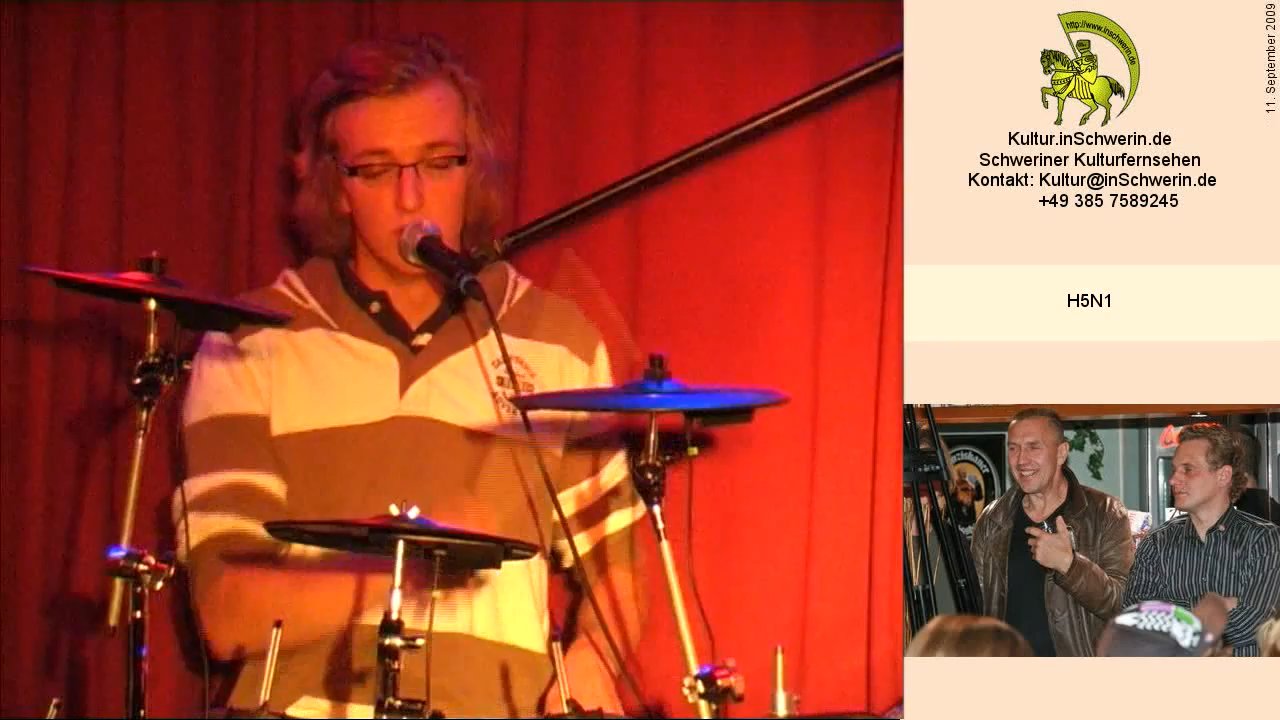 http://www.inschwerin.de
11. September 2009
Kultur.inSchwerin.de
Schweriner Kulturfernsehen
Kontakt: Kultur@inSchwerin.de
+49 385 7589245
H5N1